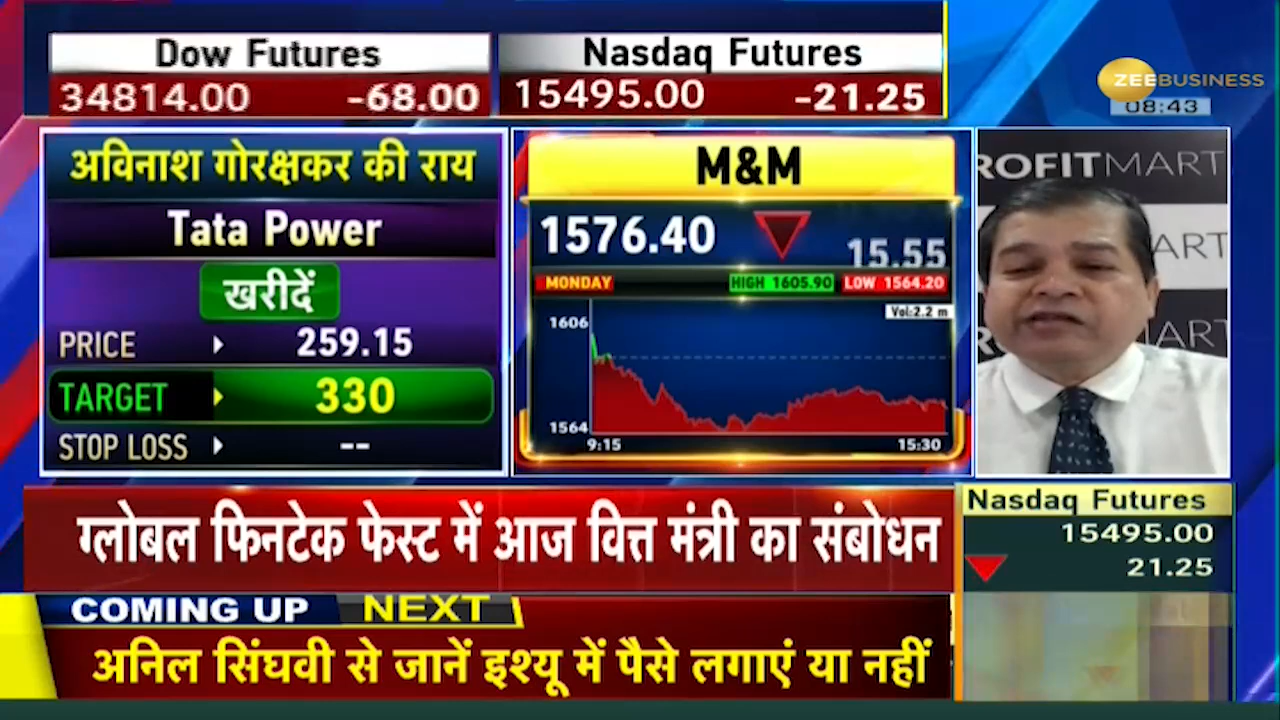 Dow Futures
34814.00 -68.00
Nasdaq Futures
15495.00 -21.25
ZEEBUSINESS
08:43
अविनाश गोरक्षकर की राय
Tata Power
खरीदें
PRICE 259.15
TARGET 330
STOP LOSS --
M&M
1576.40 15.55
MONDAY HIGH 1605.90 LOW 1564.20
Vol:2.2 m
1606
1564
9:15 15:30
ROFITMART
ART
R ART
ग्लोबल फिनटेक फेस्ट में आज वित्त मंत्री का संबोधन
Nasdaq Futures
15495.00
21.25
COMING UP NEXT
अनिल सिंघवी से जानें इश्यू में पैसे लगाएं या नहीं